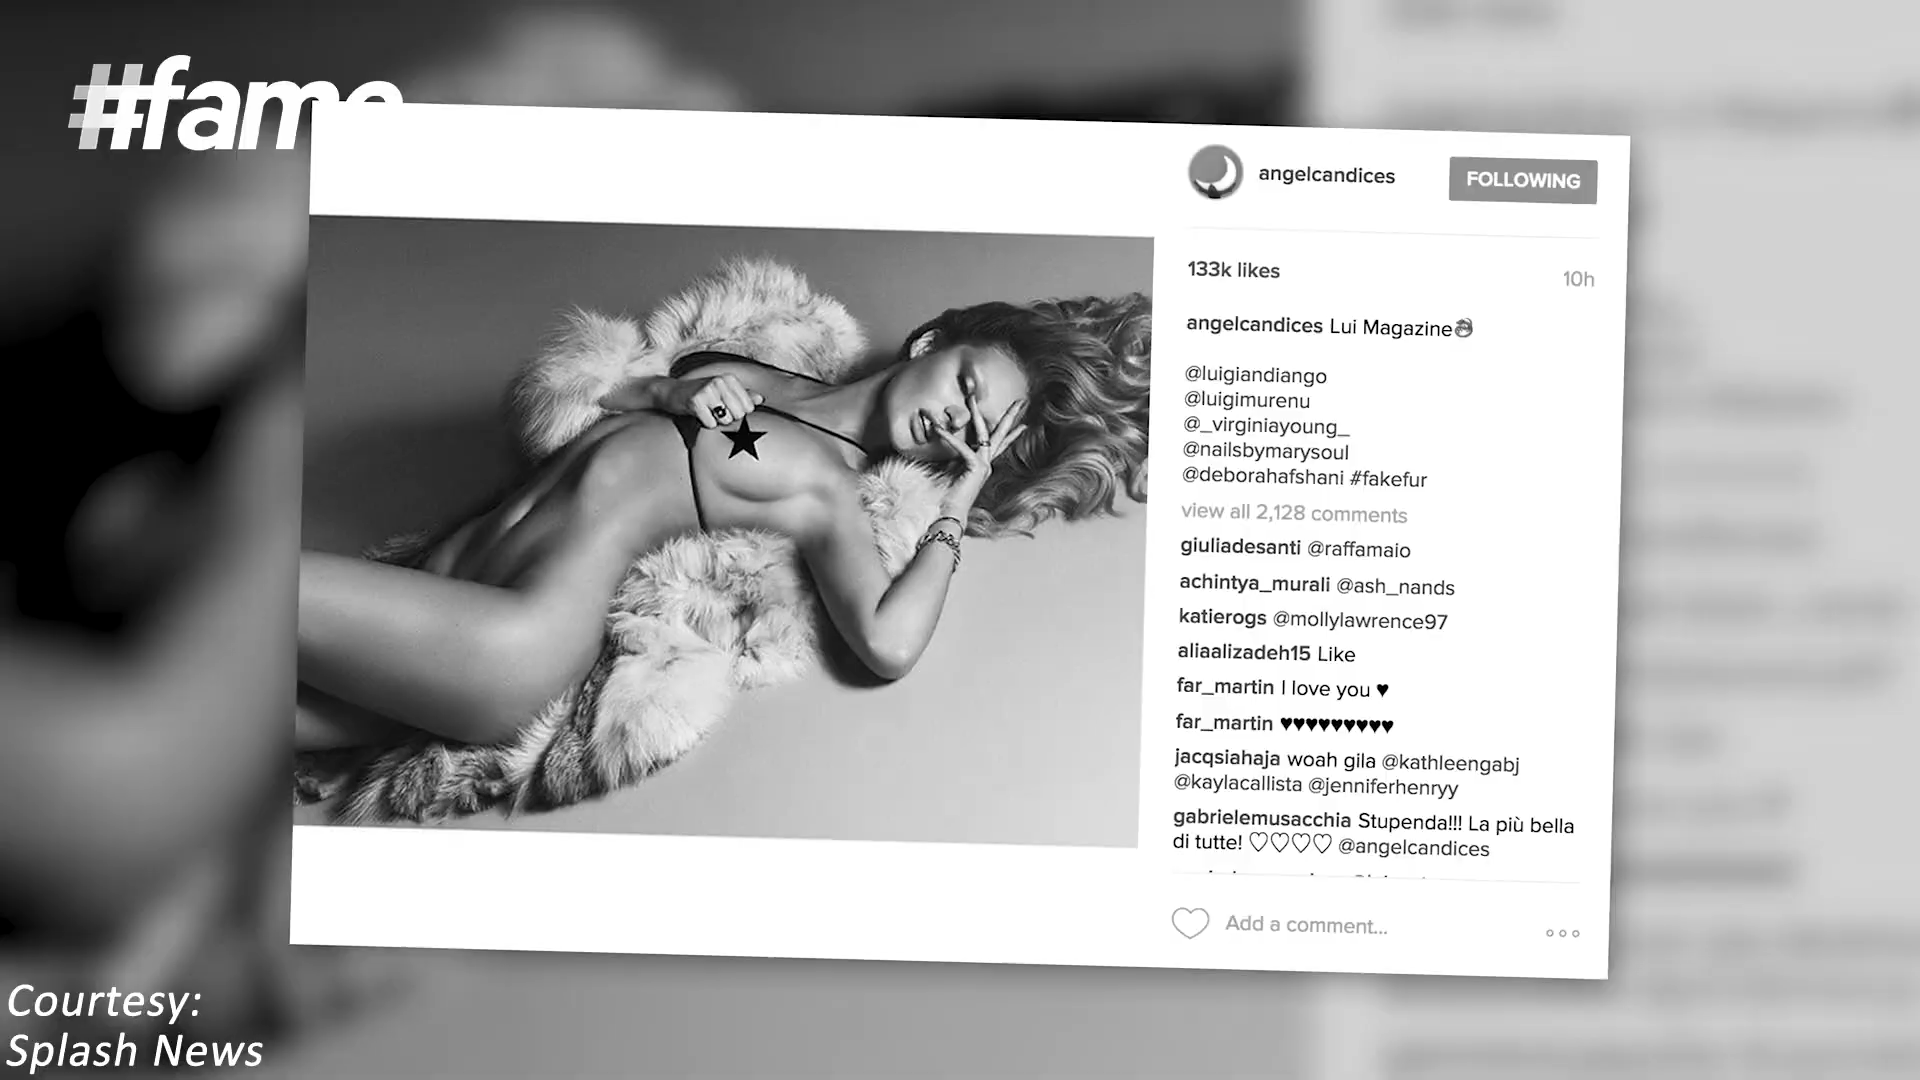 #fame
angelcandices
FOLLOWING
133k likes
10h
angelcandices Lui Magazine
@luigiandiango
@luigimurenu
@_virginiayoung_
@nailsbymarysoul
@deborahafshani #fakefur
view all 2,128 comments
giuliadesanti @raffamaio
achintya_murali @ash_nands
katierogs @mollylawrence97
aliaalizadeh15 Like
far_martin I love you ♥
far_martin ♥♥♥♥♥♥♥♥♥
jacqsiahaja woah gila @kathleengabj
@kaylacallista @jenniferhenryy
gabrielemusacchia Stupenda!!! La più bella
di tutte! ♡♡♡♡ @angelcandices
Add a comment...
Courtesy:
Splash News